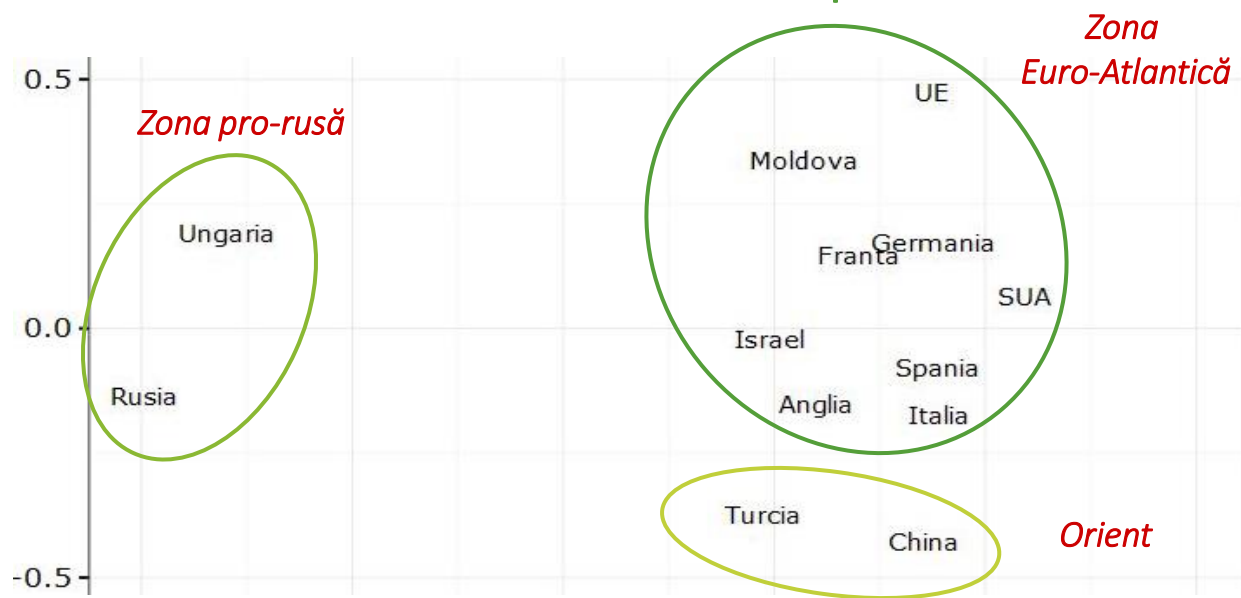 Zona
Euro-Atlantică
0.5
UE
Zona pro-rusă
Moldova
Ungaria
Germania
Franta
SUA
0.0
Israel
Spania
Rusia
Anglia
Italia
Turcia
China
Orient
-0.5